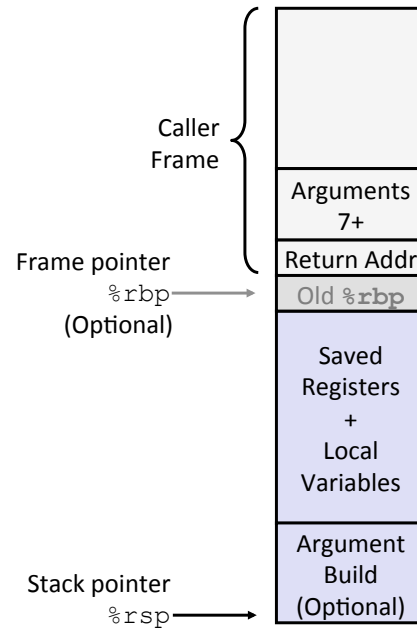 Caller
Frame
Arguments
7+
Return Addr
Frame pointer
%rbp
(Optional)
Old %rbp
Saved
Registers
+
Local
Variables
Argument
Build
(Optional)
Stack pointer
%rsp